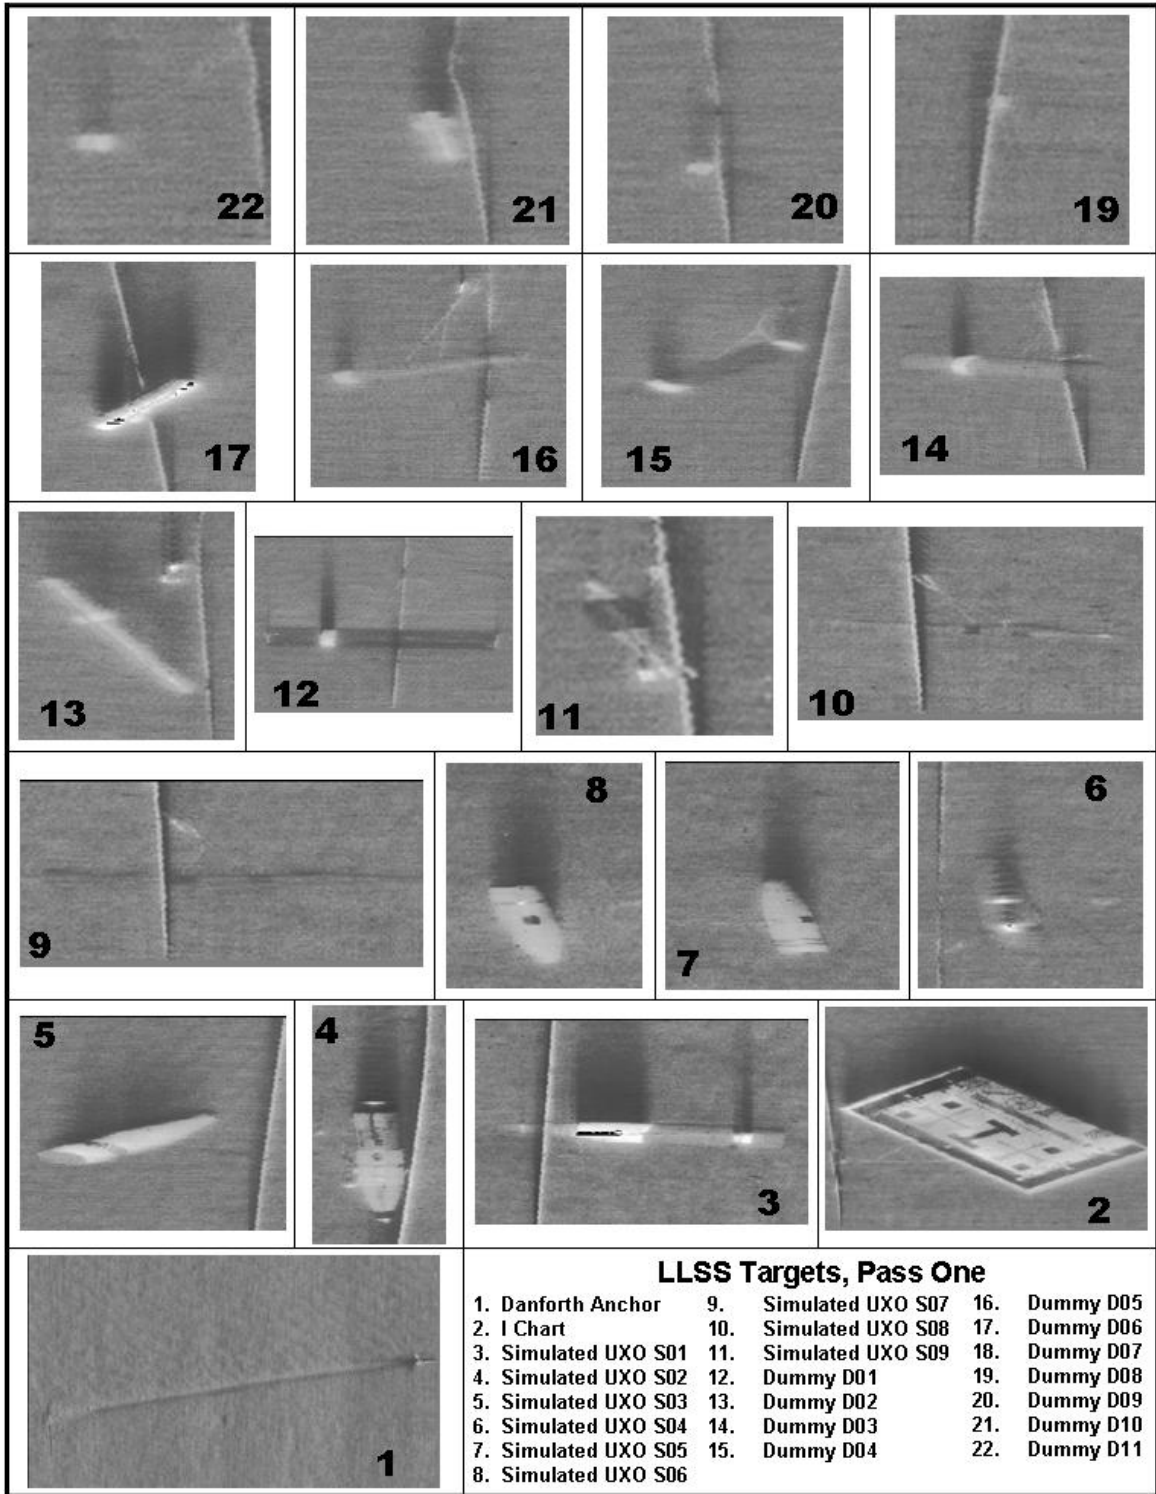 22 21 20 19
17 16 15 14
13 12 11 10
9 8 7 6
5 4 3 2
1
LLSS Targets, Pass One
1. Danforth Anchor
2. I Chart
3. Simulated UXO S01
4. Simulated UXO S02
5. Simulated UXO S03
6. Simulated UXO S04
7. Simulated UXO S05
8. Simulated UXO S06
9. Simulated UXO S07
10. Simulated UXO S08
11. Simulated UXO S09
12. Dummy D01
13. Dummy D02
14. Dummy D03
15. Dummy D04
16. Dummy D05
17. Dummy D06
18. Dummy D07
19. Dummy D08
20. Dummy D09
21. Dummy D10
22. Dummy D11